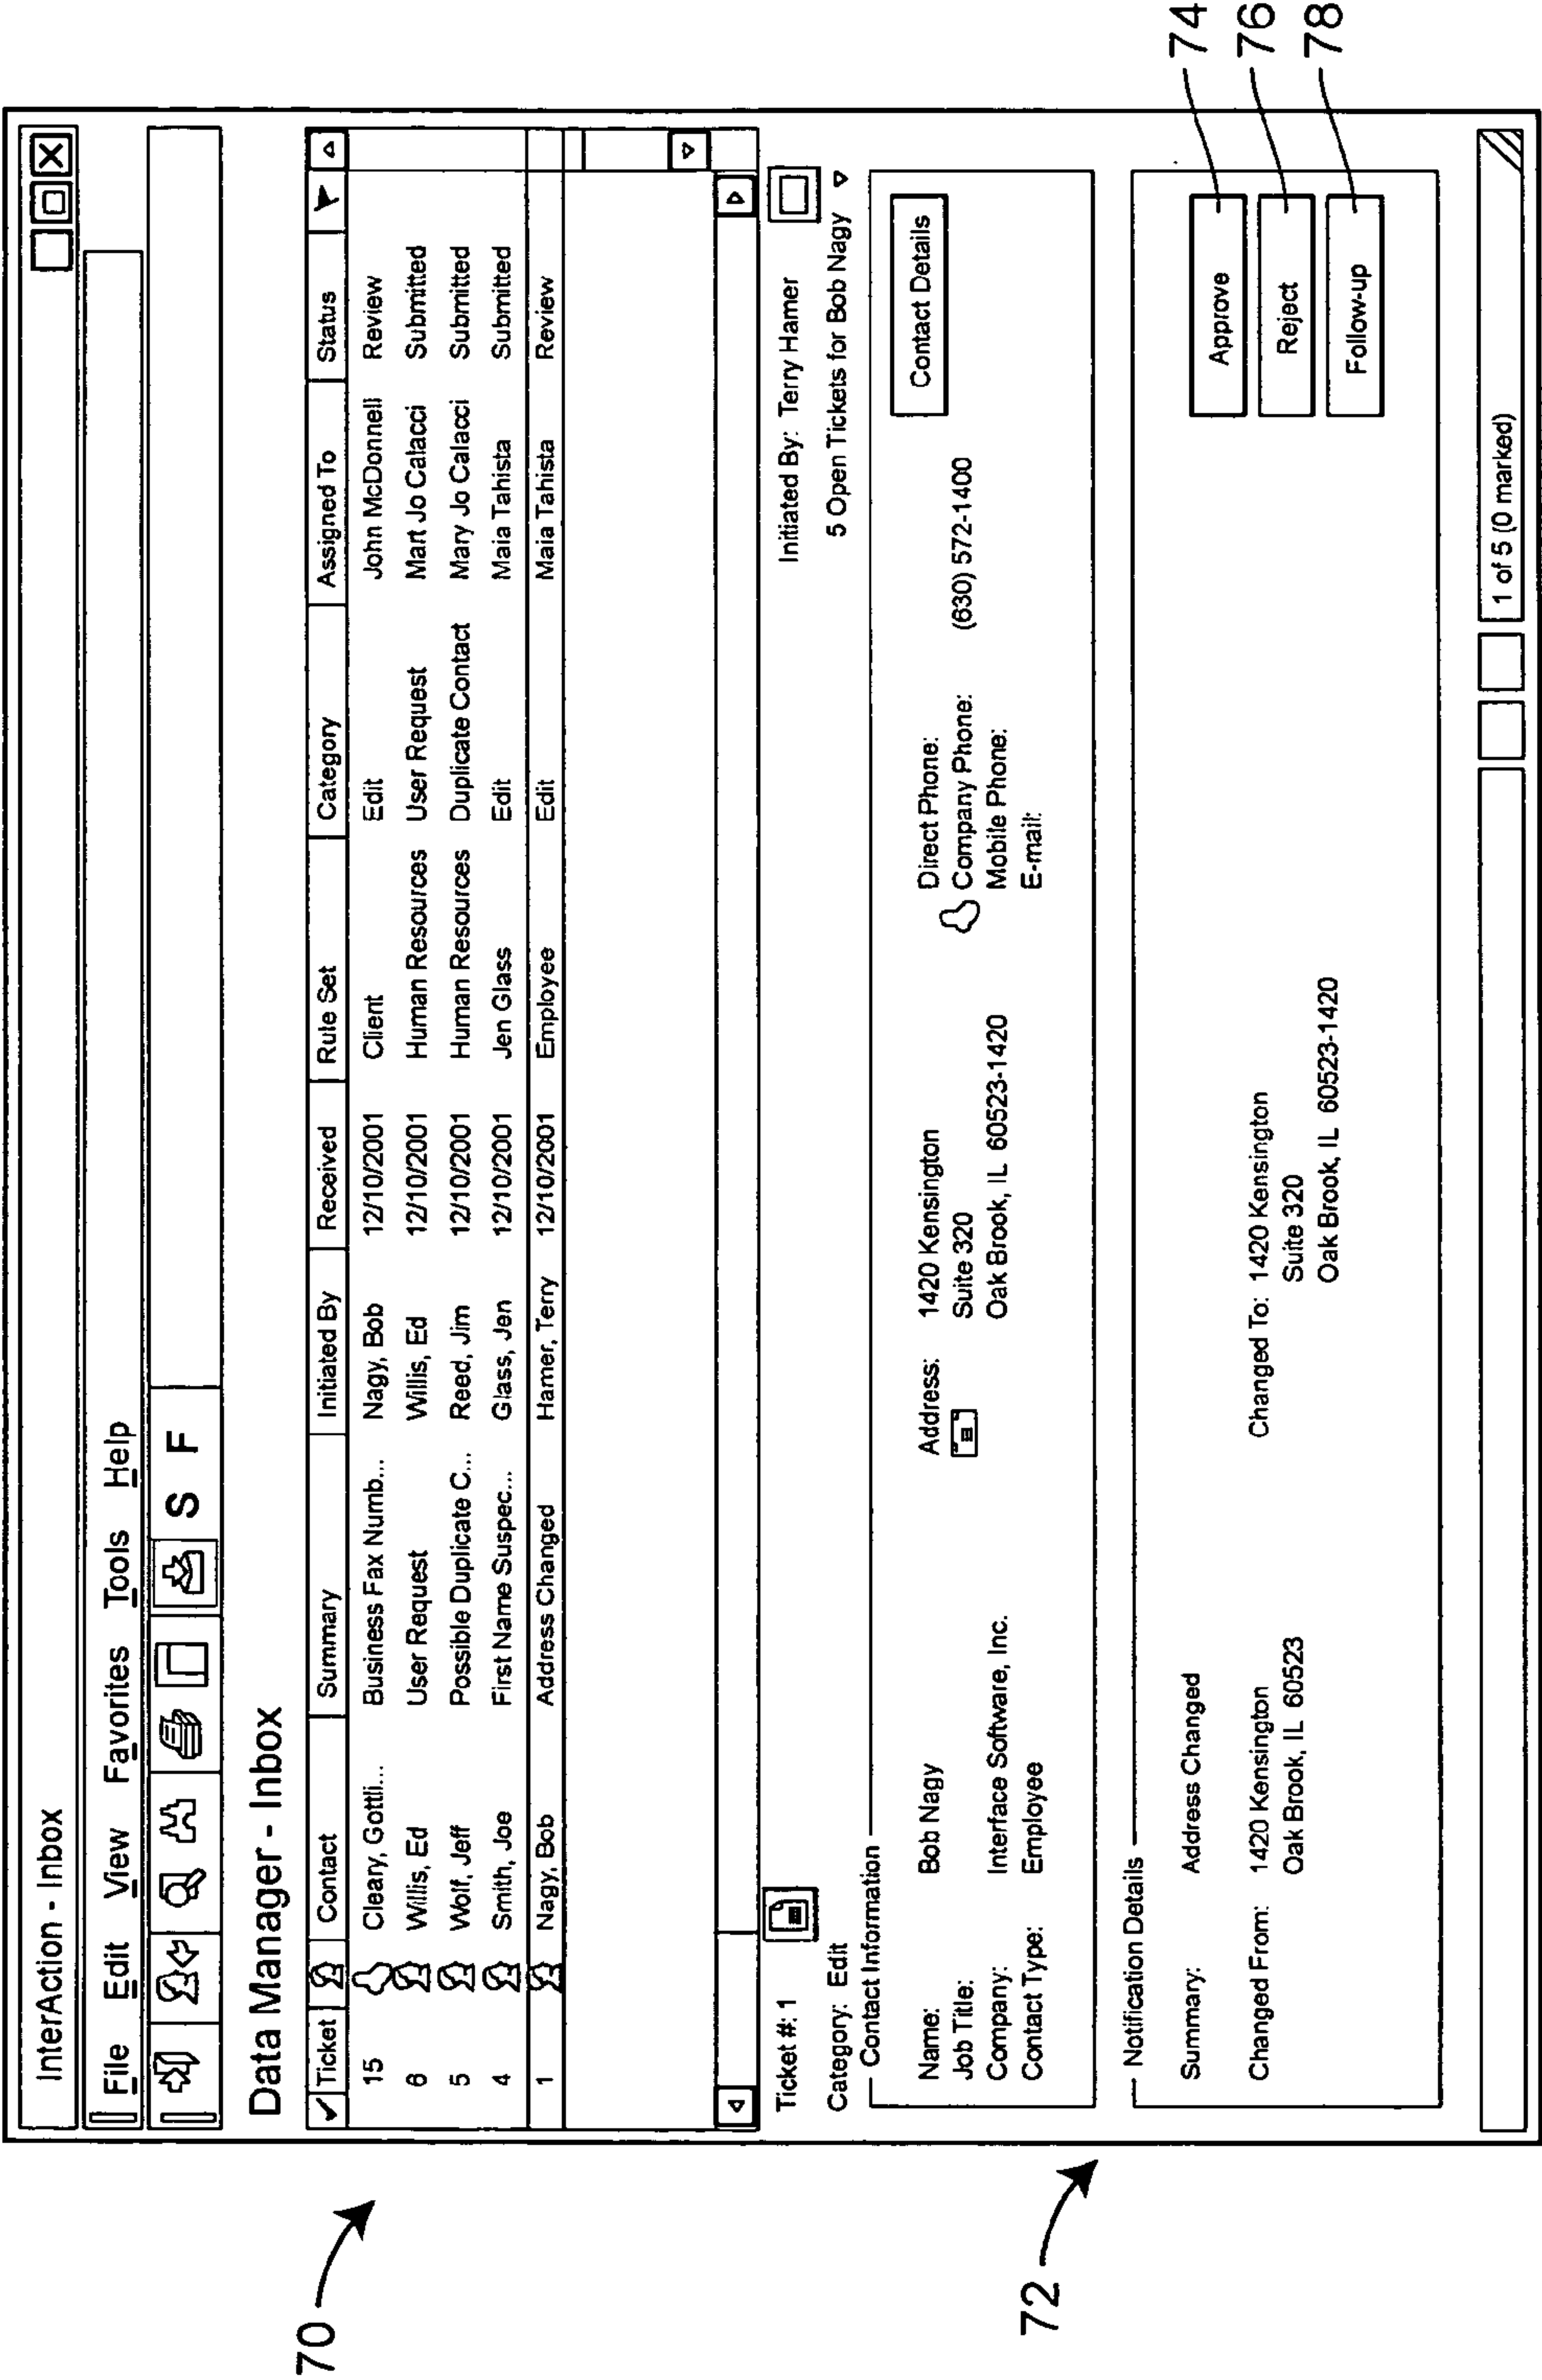 InterAction - Inbox
File Edit View Favorites Tools Help
S F
Data Manager - Inbox
Ticket Contact Summary Initiated By Received Rule Set Category Assigned To Status
15 Cleary, Gottli... Business Fax Numb... Nagy, Bob 12/10/2001 Client Edit John McDonnell Review
6 Willis, Ed User Request Willis, Ed 12/10/2001 Human Resources User Request Mart Jo Calacci Submitted
5 Wolf, Jeff Possible Duplicate C... Reed, Jim 12/10/2001 Human Resources Duplicate Contact Mary Jo Calacci Submitted
4 Smith, Joe First Name Suspec... Glass, Jen 12/10/2001 Jen Glass Edit Maia Tahista Submitted
1 Nagy, Bob Address Changed Hamer, Terry 12/10/2001 Employee Edit Maia Tahista Review
70
Ticket #: 1 Initiated By: Terry Hamer
Category: Edit 5 Open Tickets for Bob Nagy
Contact Information
Name: Bob Nagy Address: 1420 Kensington Direct Phone: Contact Details
Job Title: Suite 320 Company Phone: (630) 572-1400
Company: Interface Software, Inc. Oak Brook, IL 60523-1420 Mobile Phone:
Contact Type: Employee E-mail:
72
Notification Details
Summary: Address Changed Approve 74
Changed From: 1420 Kensington Changed To: 1420 Kensington Reject 76
Oak Brook, IL 60523 Suite 320
Oak Brook, IL 60523-1420 Follow-up 78
1 of 5 (0 marked)